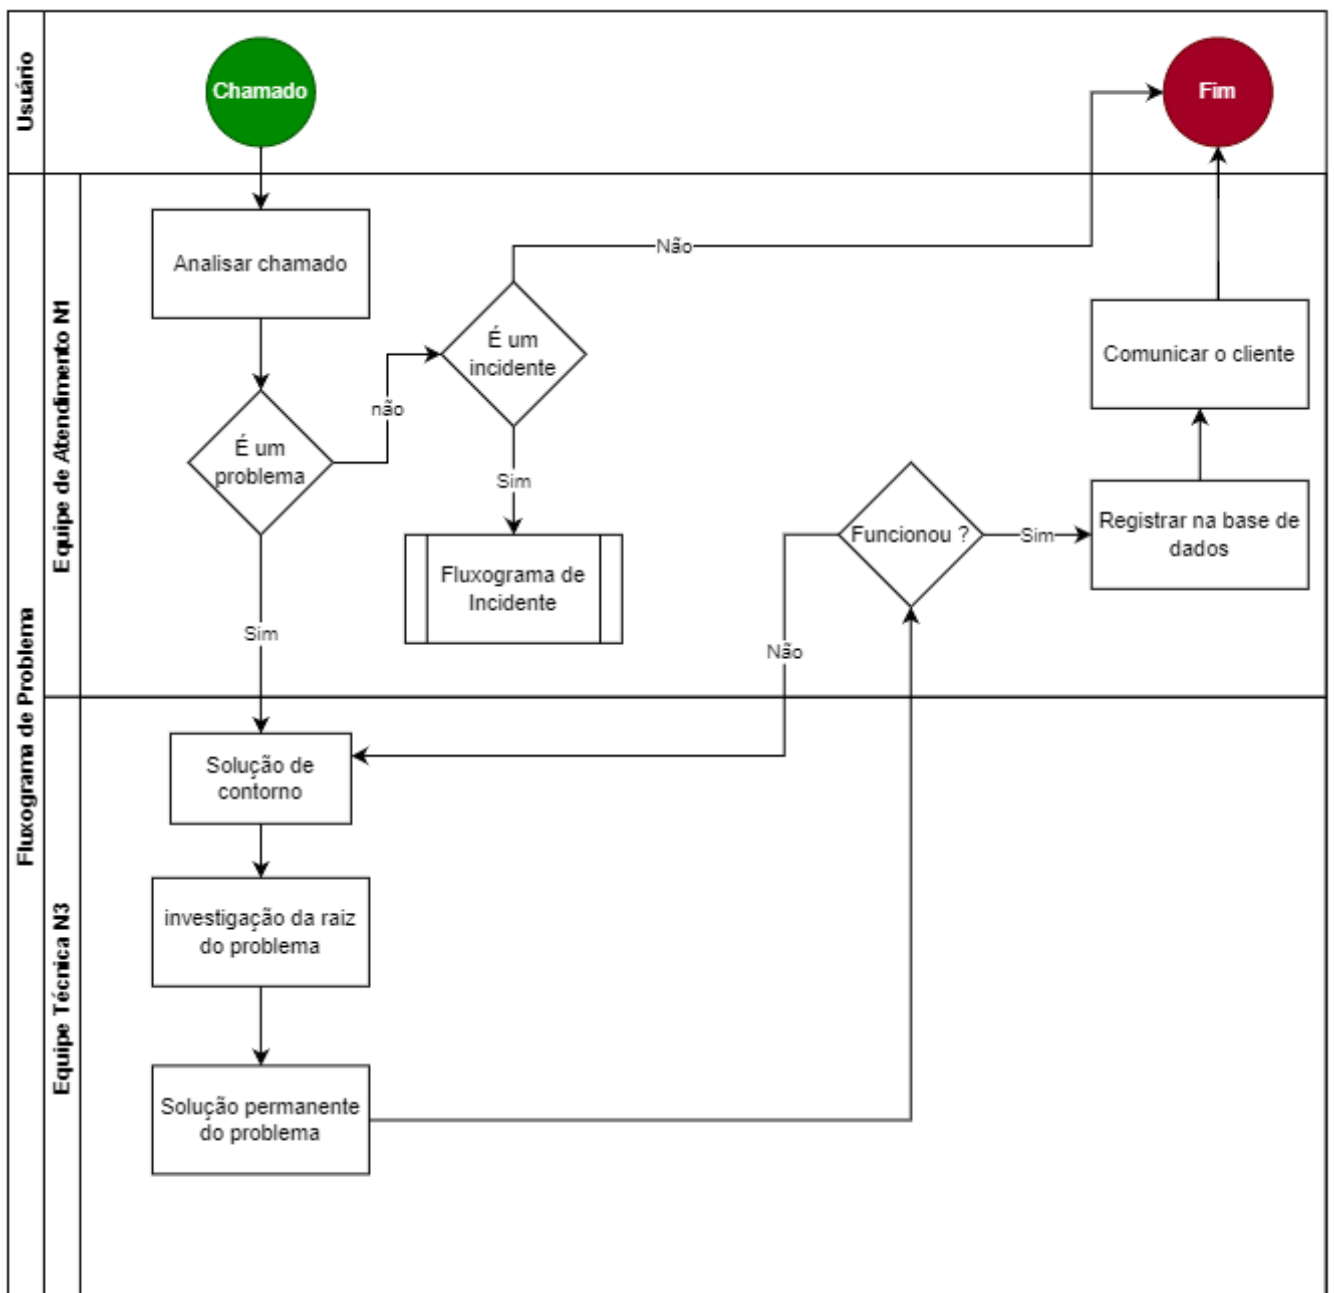 Usuário
Chamado
Fim
Fluxograma de Problema
Equipe de Atendimento N1
Analisar chamado
Não
É um
incidente
Comunicar o cliente
não
É um
problema
Sim
Funcionou ?
Sim
Registrar na base de
dados
Fluxograma de
Incidente
Sim
Não
Equipe Técnica N3
Solução de
contorno
investigação da raiz
do problema
Solução permanente
do problema